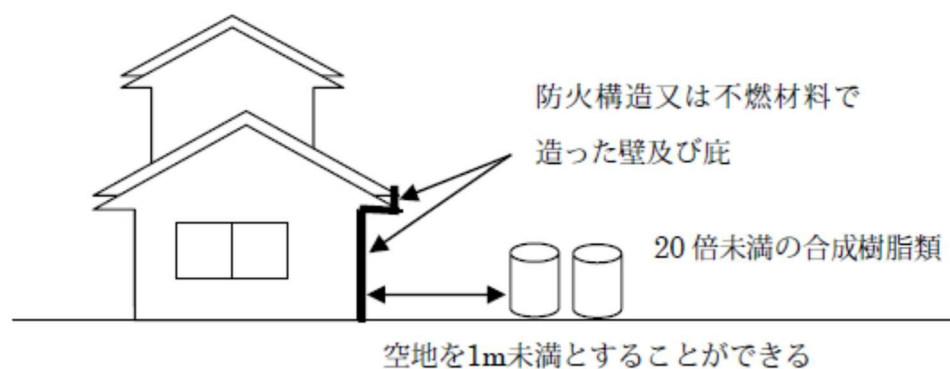 防火構造又は不燃材料で
造った壁及び庇
20 倍未満の合成樹脂類
空地を1m未満とすることができる